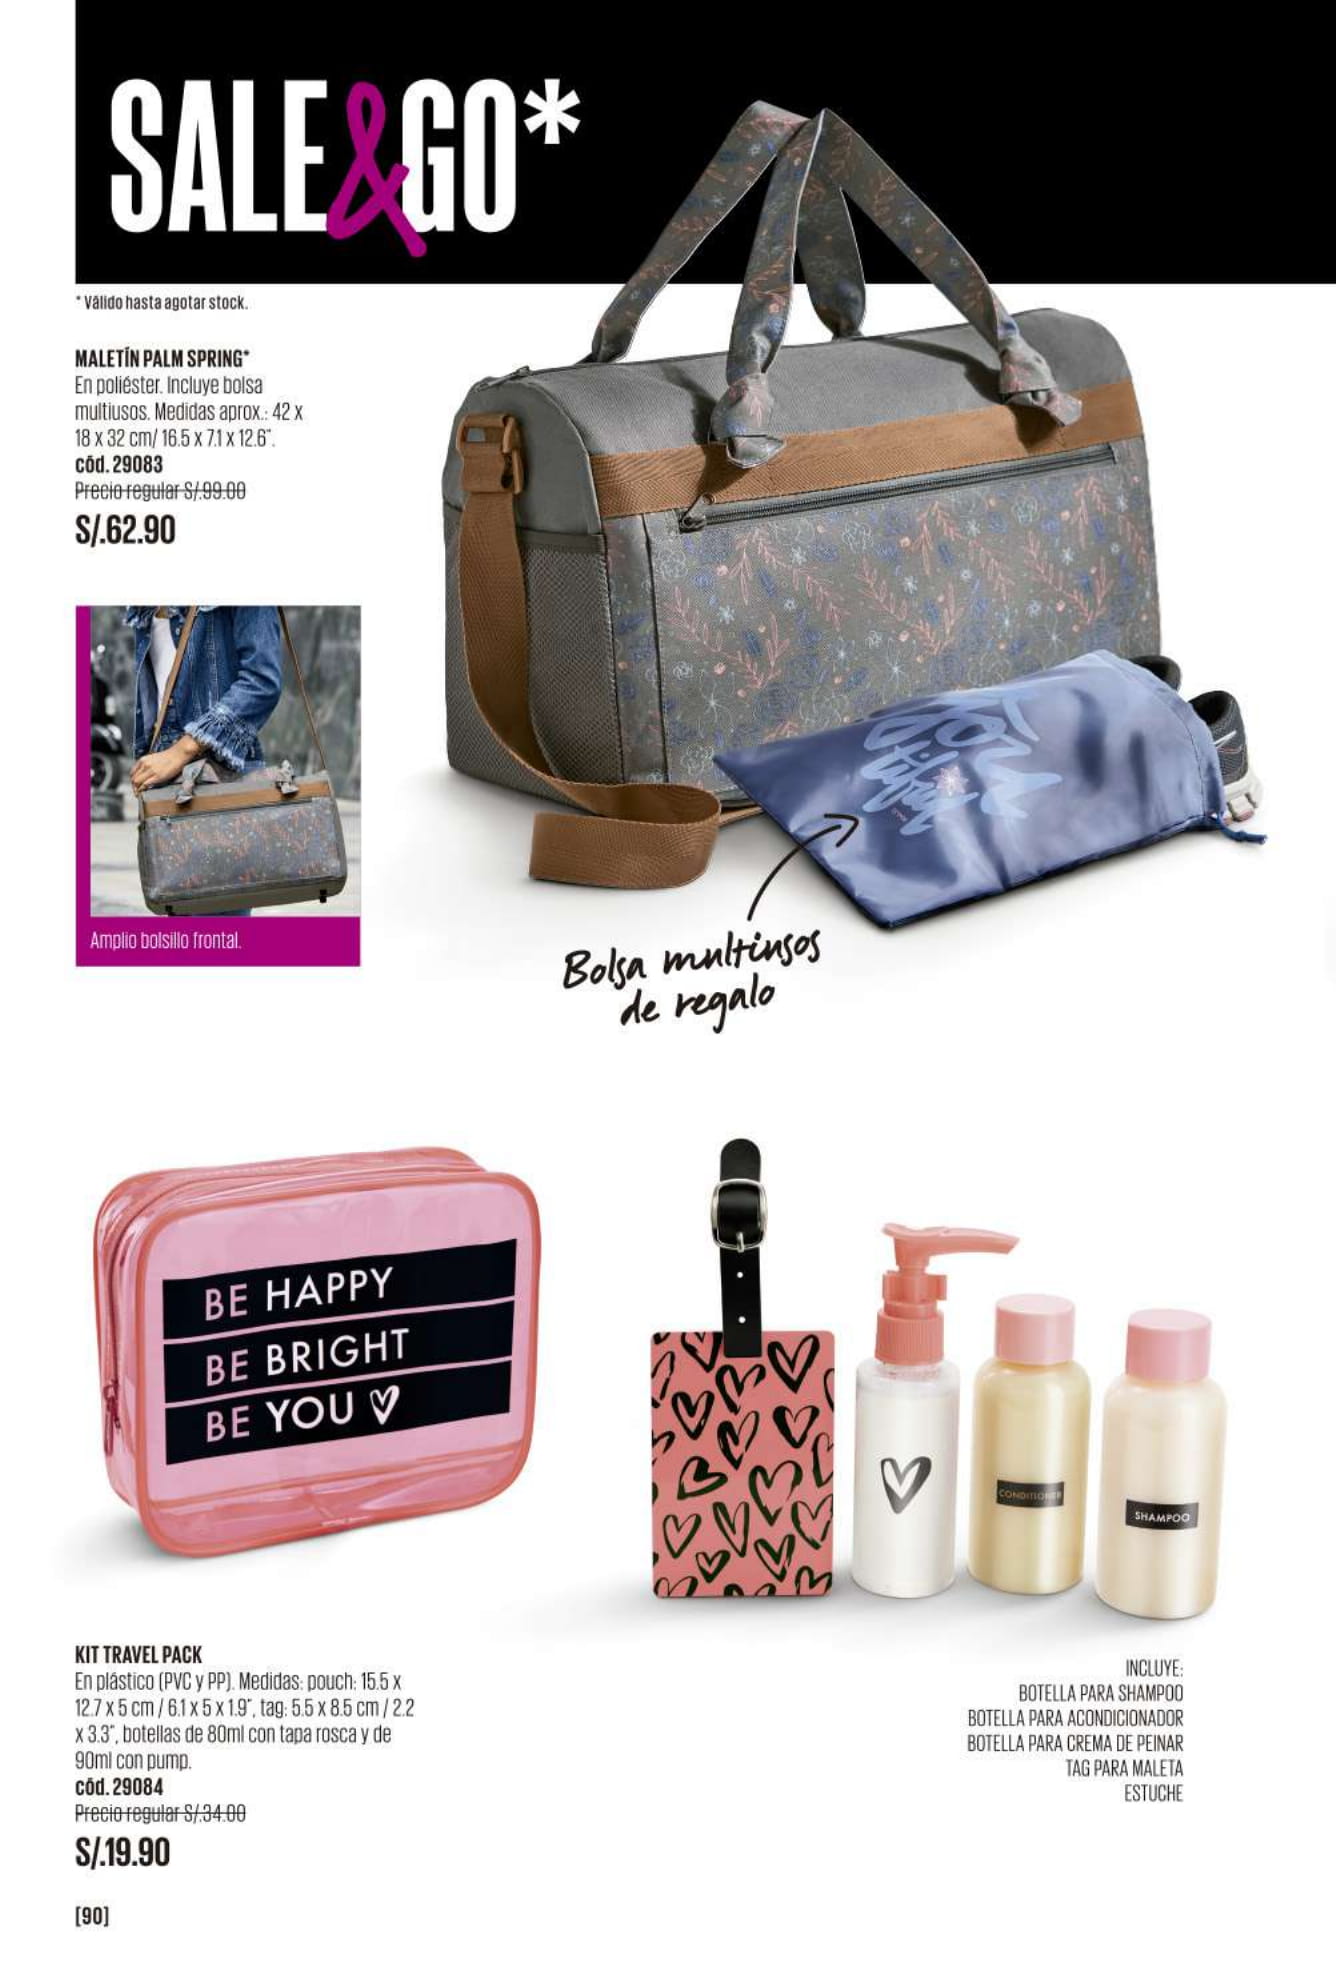 SALE&GO*
* Válido hasta agotar stock.
MALETÍN PALM SPRING*
En poliéster. Incluye bolsa
multiusos. Medidas aprox.: 42 x
18 x 32 cm/ 16.5 x 7.1 x 12.6".
cód. 29083
Precio regular S/.99.00
S/.62.90
Amplio bolsillo frontal.
Bolsa multiusos
de regalo
BE HAPPY
BE BRIGHT
BE YOU
CONDITIONER
SHAMPOO
KIT TRAVEL PACK
En plástico (PVC y PP). Medidas: pouch: 15.5 x
12.7 x 5 cm / 6.1 x 5 x 1.9", tag: 5.5 x 8.5 cm / 2.2
x 3.3", botellas de 80ml con tapa rosca y de
90ml con pump.
cód. 29084
Precio regular S/.34.00
S/.19.90
INCLUYE:
BOTELLA PARA SHAMPOO
BOTELLA PARA ACONDICIONADOR
BOTELLA PARA CREMA DE PEINAR
TAG PARA MALETA
ESTUCHE
[90]